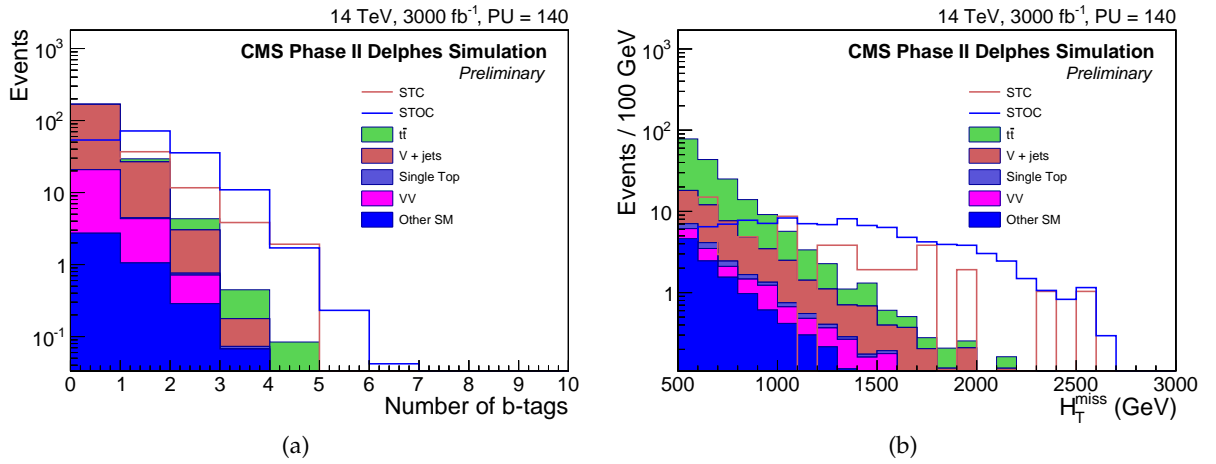 14 TeV, 3000 fb⁻¹, PU = 140
CMS Phase II Delphes Simulation
Preliminary
STC
STOC
tt̄
V + jets
Single Top
VV
Other SM
Events
10³
10²
10
1
10⁻¹
0 1 2 3 4 5 6 7 8 9 10
Number of b-tags
(a)
14 TeV, 3000 fb⁻¹, PU = 140
CMS Phase II Delphes Simulation
Preliminary
STC
STOC
tt̄
V + jets
Single Top
VV
Other SM
Events / 100 GeV
10³
10²
10
1
500 1000 1500 2000 2500 3000
H_T^miss (GeV)
(b)